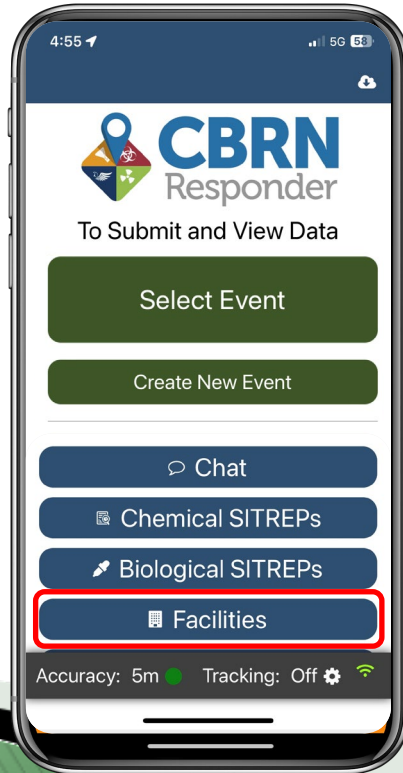 4:55
5G 58
CBRN
Responder
To Submit and View Data
Select Event
Create New Event
Chat
Chemical SITREPs
Biological SITREPs
Facilities
Accuracy: 5m Tracking: Off